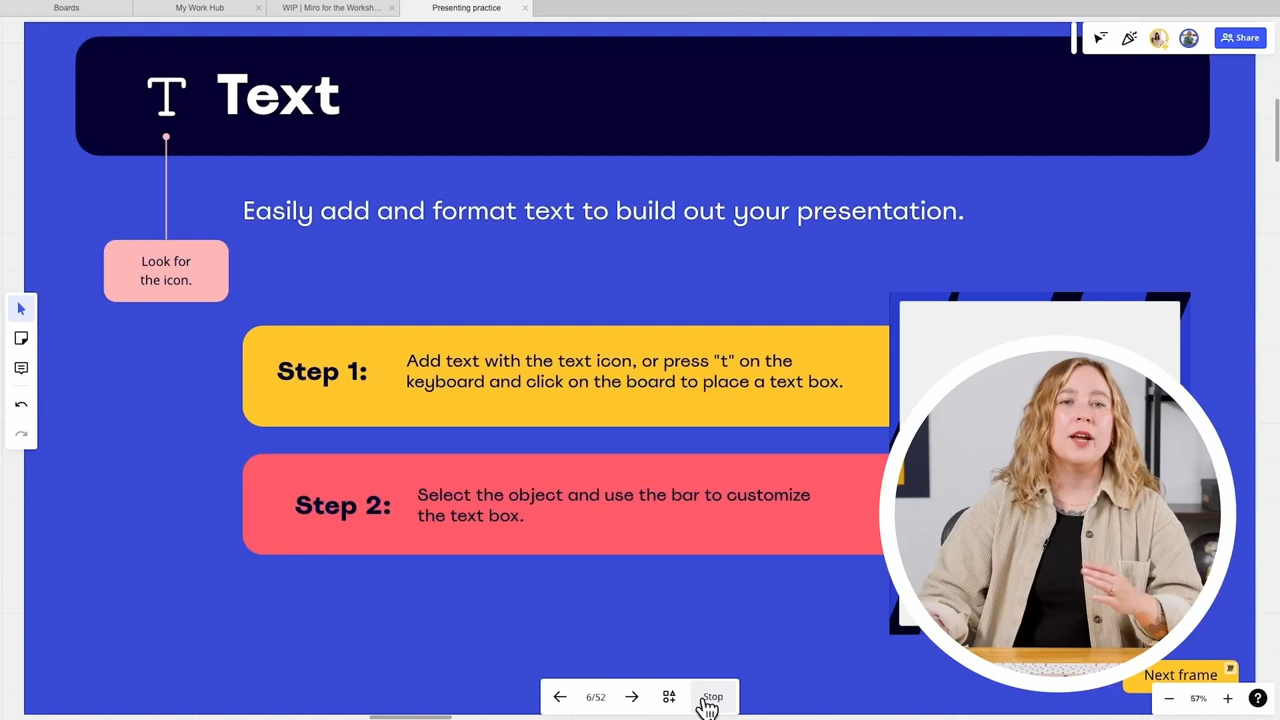 Boards
My Work Hub
WIP | Miro for the Worksh...
Presenting practice
Share
T Text
Easily add and format text to build out your presentation.
Look for
the icon.
Step 1:
Add text with the text icon, or press "t" on the
keyboard and click on the board to place a text box.
Step 2:
Select the object and use the bar to customize
the text box.
Next frame
6/52
Stop
57%
?